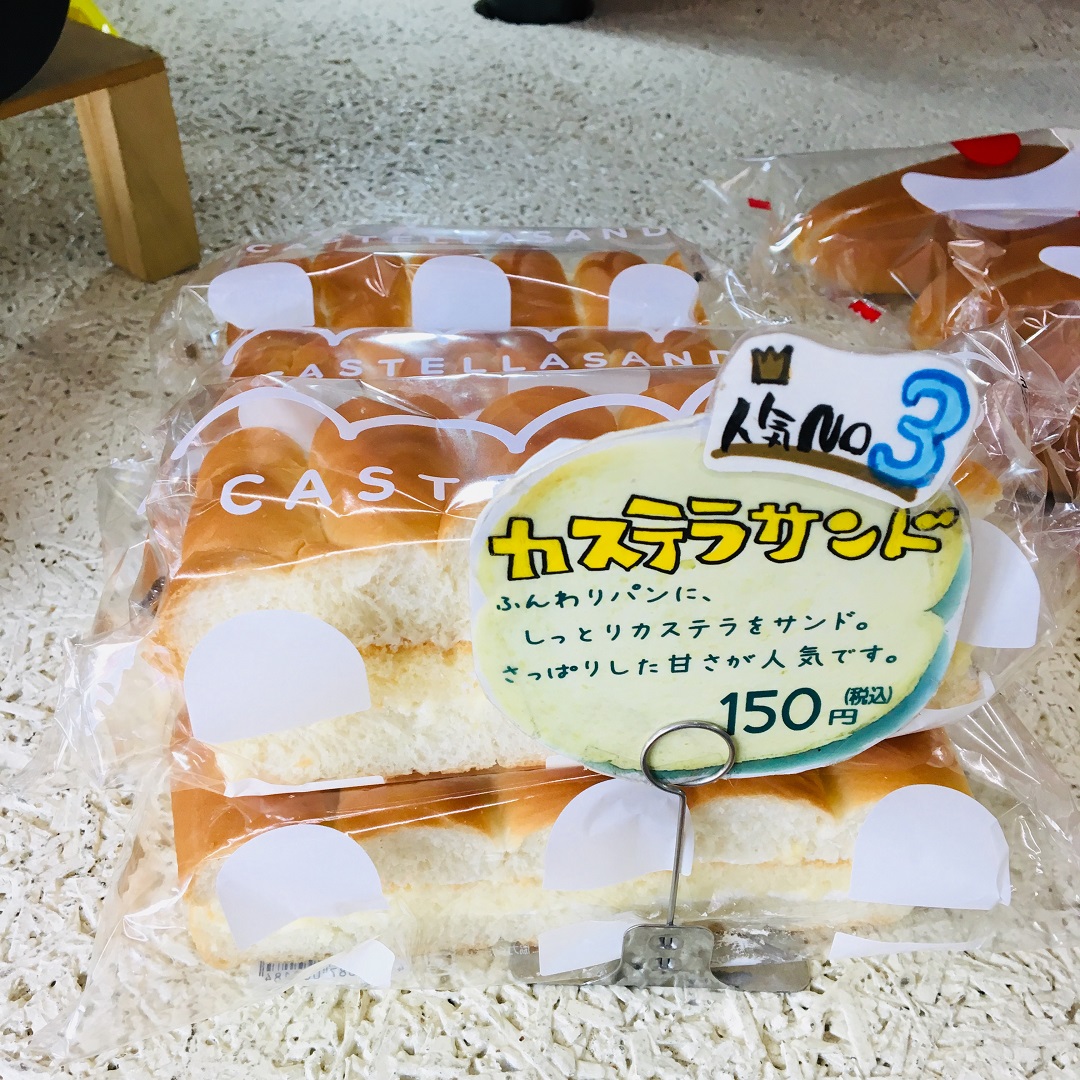 CASTELLASAND
CASTELLASAND
CASTEL
人気NO3
カステラサンド
ふんわりパンに、
しっとりカステラをサンド。
さっぱりした甘さが人気です。
150円(税込)